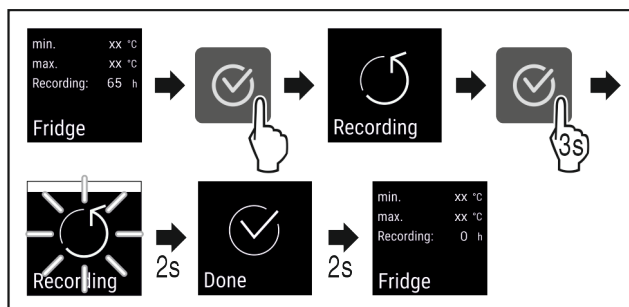 min. xx °C
max. xx °C
Recording: 65 h
Fridge
Recording
3s
Recording
2s
Done
2s
min. xx °C
max. xx °C
Recording: 0 h
Fridge